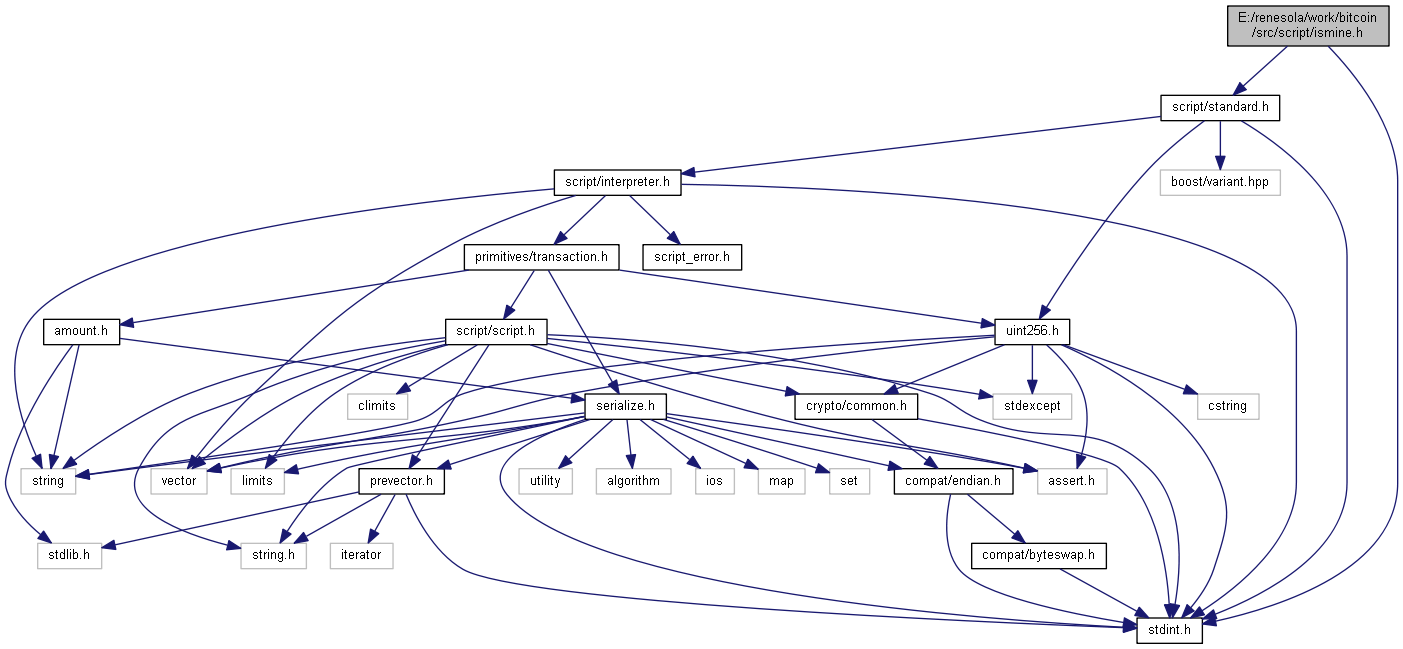 E:/renesola/work/bitcoin
/src/script/ismine.h
script/standard.h
script/interpreter.h
boost/variant.hpp
primitives/transaction.h
script_error.h
amount.h
script/script.h
uint256.h
climits
serialize.h
crypto/common.h
stdexcept
cstring
string
vector
limits
prevector.h
utility
algorithm
ios
map
set
compat/endian.h
assert.h
stdlib.h
string.h
iterator
compat/byteswap.h
stdint.h